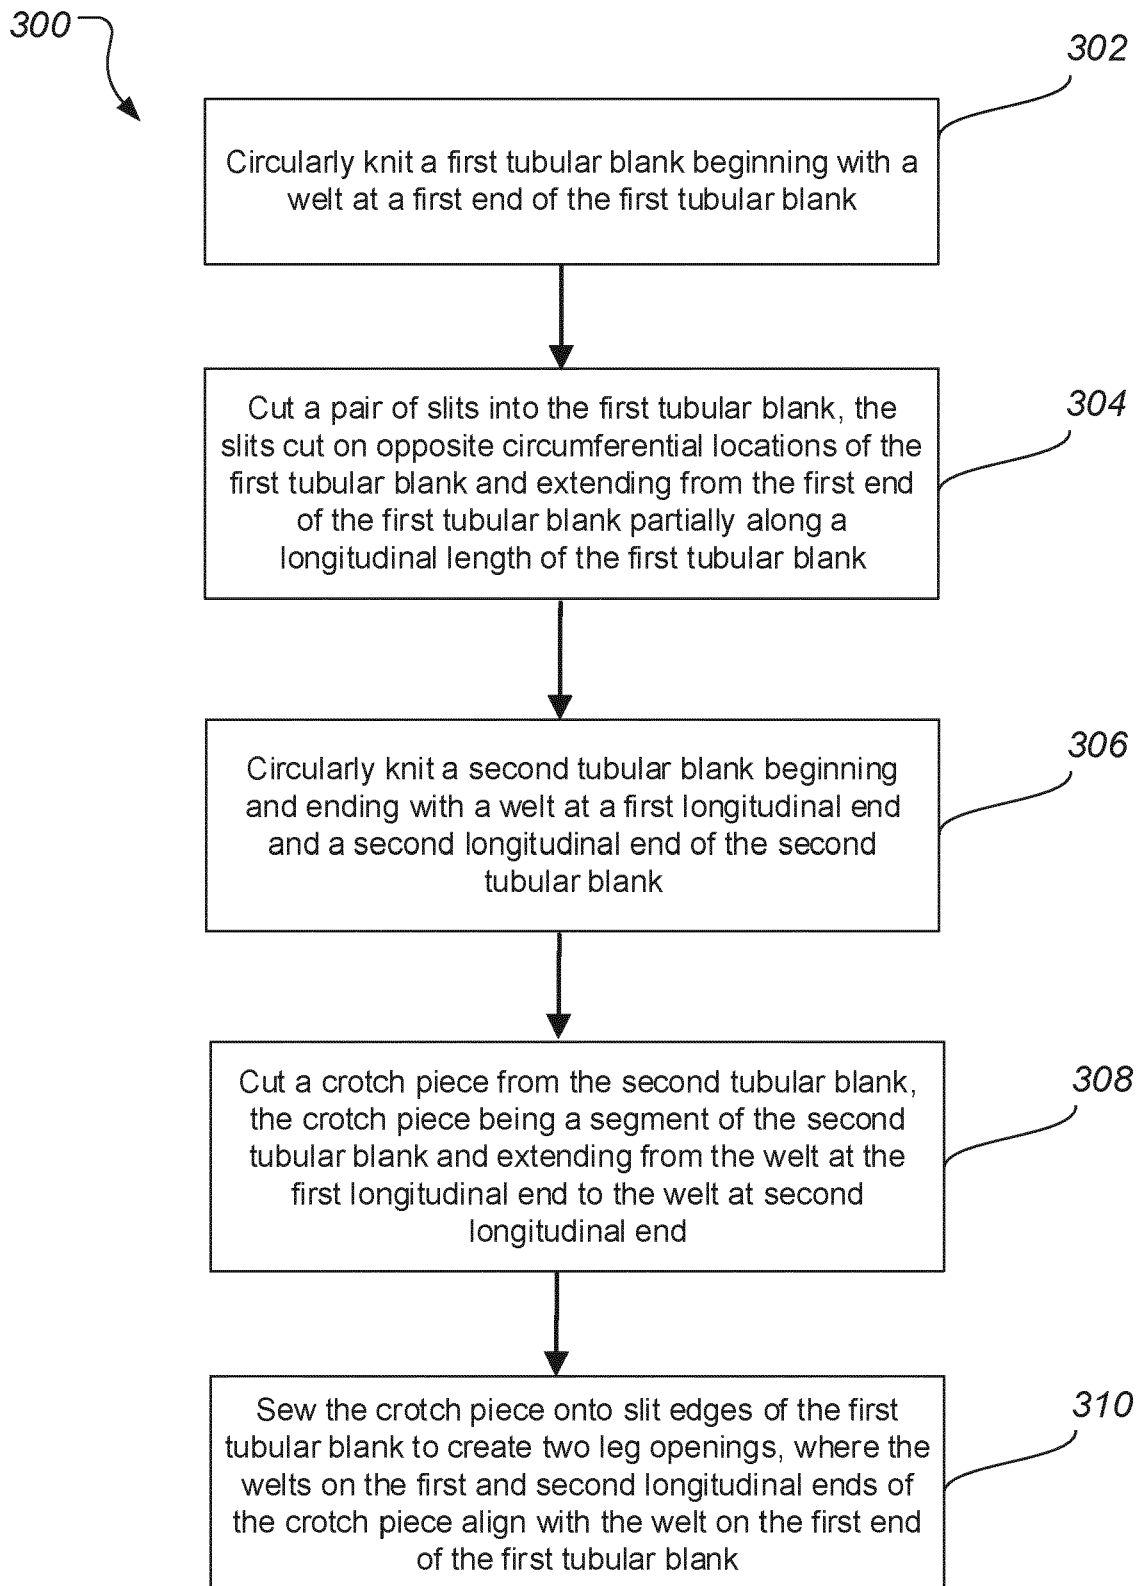 300
302
Circularly knit a first tubular blank beginning with a
welt at a first end of the first tubular blank
304
Cut a pair of slits into the first tubular blank, the
slits cut on opposite circumferential locations of the
first tubular blank and extending from the first end
of the first tubular blank partially along a
longitudinal length of the first tubular blank
306
Circularly knit a second tubular blank beginning
and ending with a welt at a first longitudinal end
and a second longitudinal end of the second
tubular blank
308
Cut a crotch piece from the second tubular blank,
the crotch piece being a segment of the second
tubular blank and extending from the welt at the
first longitudinal end to the welt at second
longitudinal end
310
Sew the crotch piece onto slit edges of the first
tubular blank to create two leg openings, where the
welts on the first and second longitudinal ends of
the crotch piece align with the welt on the first end
of the first tubular blank